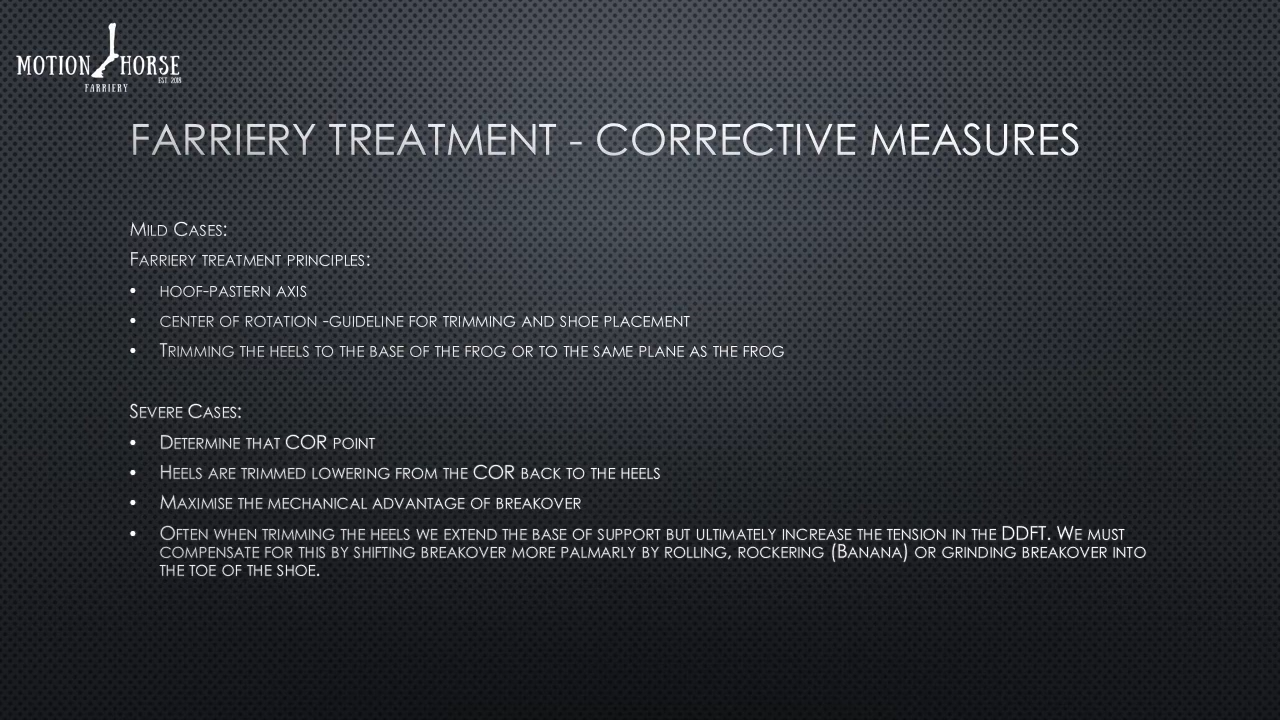 MOTION HORSE
EST. 2018
FARRIERY
FARRIERY TREATMENT - CORRECTIVE MEASURES
Mild Cases:
Farriery treatment principles:
• hoof-pastern axis
• center of rotation -guideline for trimming and shoe placement
• Trimming the heels to the base of the frog or to the same plane as the frog
Severe Cases:
• Determine that COR point
• Heels are trimmed lowering from the COR back to the heels
• Maximise the mechanical advantage of breakover
• Often when trimming the heels we extend the base of support but ultimately increase the tension in the DDFT. We must
compensate for this by shifting breakover more palmarly by rolling, rockering (Banana) or grinding breakover into
the toe of the shoe.